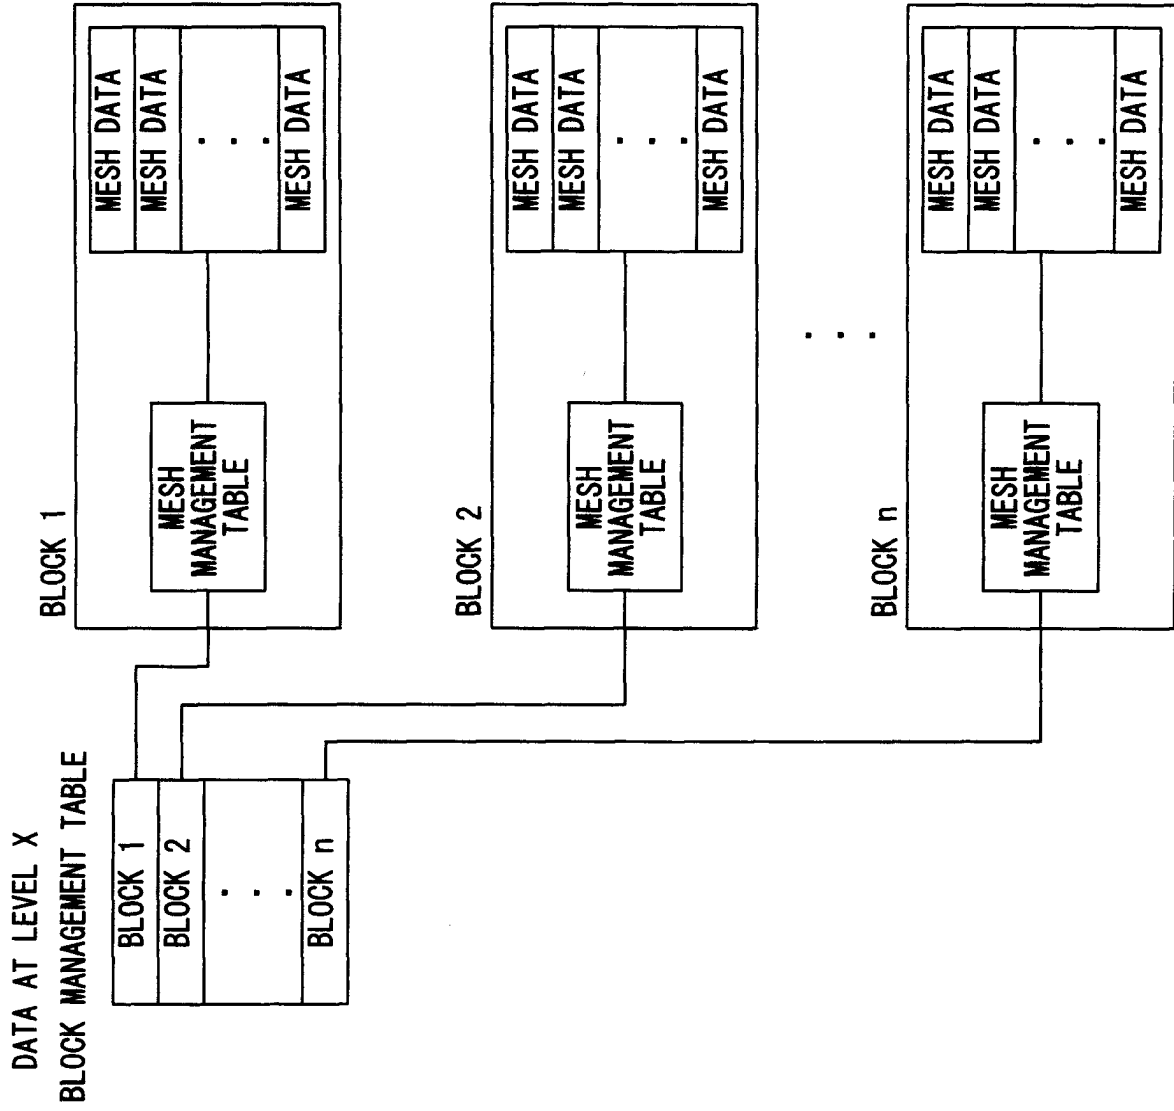 DATA AT LEVEL X
BLOCK MANAGEMENT TABLE
BLOCK 1
BLOCK 2
. . .
BLOCK n
BLOCK 1
MESH
MANAGEMENT
TABLE
MESH DATA
MESH DATA
. . .
MESH DATA
BLOCK 2
MESH
MANAGEMENT
TABLE
MESH DATA
MESH DATA
. . .
MESH DATA
. . .
BLOCK n
MESH
MANAGEMENT
TABLE
MESH DATA
MESH DATA
. . .
MESH DATA